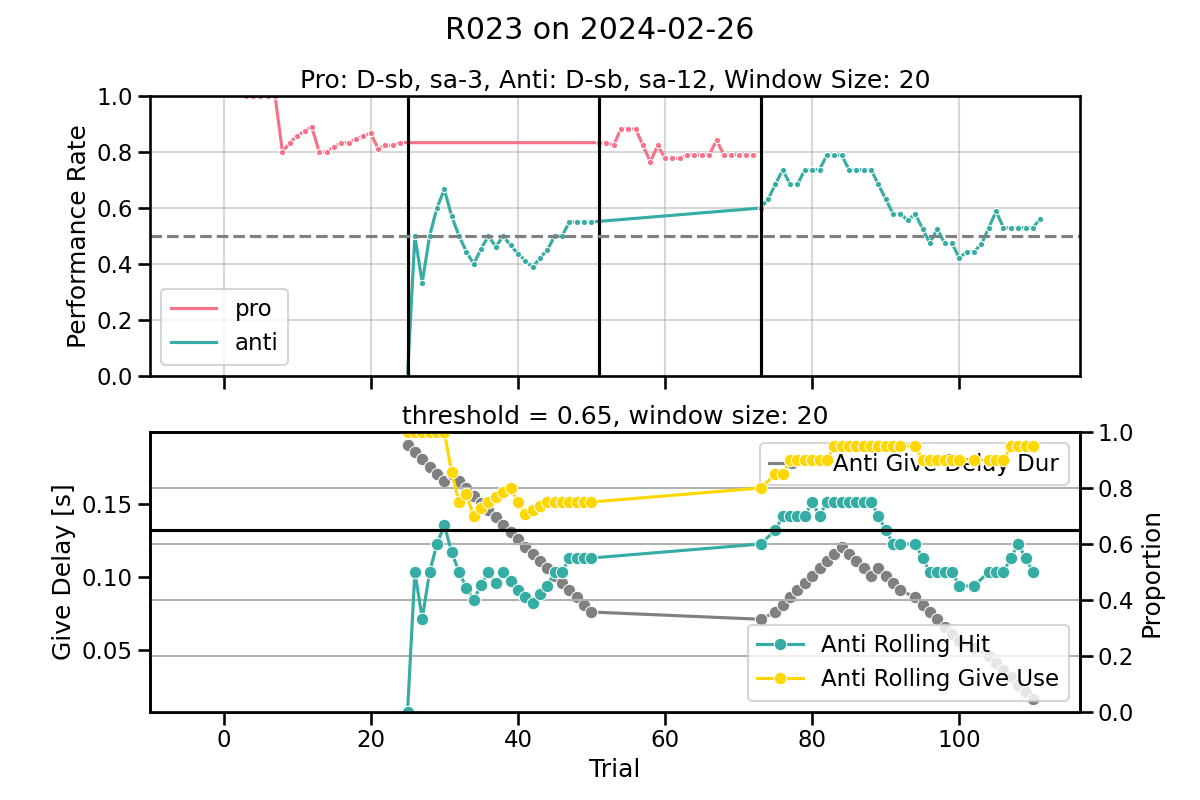 R023 on 2024-02-26
Pro: D-sb, sa-3, Anti: D-sb, sa-12, Window Size: 20
Performance Rate
1.0
0.8
0.6
0.4
0.2
0.0
pro
anti
threshold = 0.65, window size: 20
Give Delay [s]
0.15
0.10
0.05
Anti Give Delay Dur
Anti Rolling Hit
Anti Rolling Give Use
1.0
0.8
0.6
0.4
0.2
0.0
Proportion
0 20 40 60 80 100
Trial